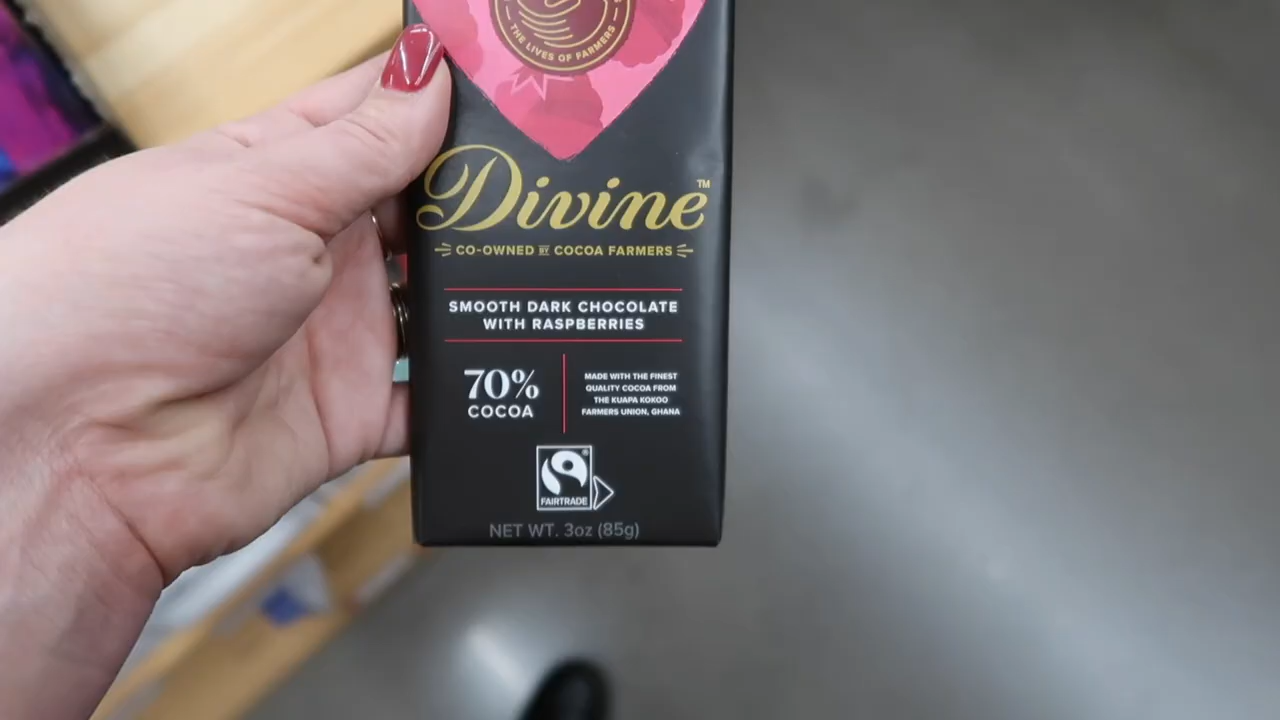 THE LIVES OF FARMERS
Divine™
CO-OWNED BY COCOA FARMERS
SMOOTH DARK CHOCOLATE
WITH RASPBERRIES
70%
COCOA
MADE WITH THE FINEST
QUALITY COCOA FROM
THE KUAPA KOKOO
FARMERS UNION, GHANA
FAIRTRADE
NET WT. 3oz (85g)